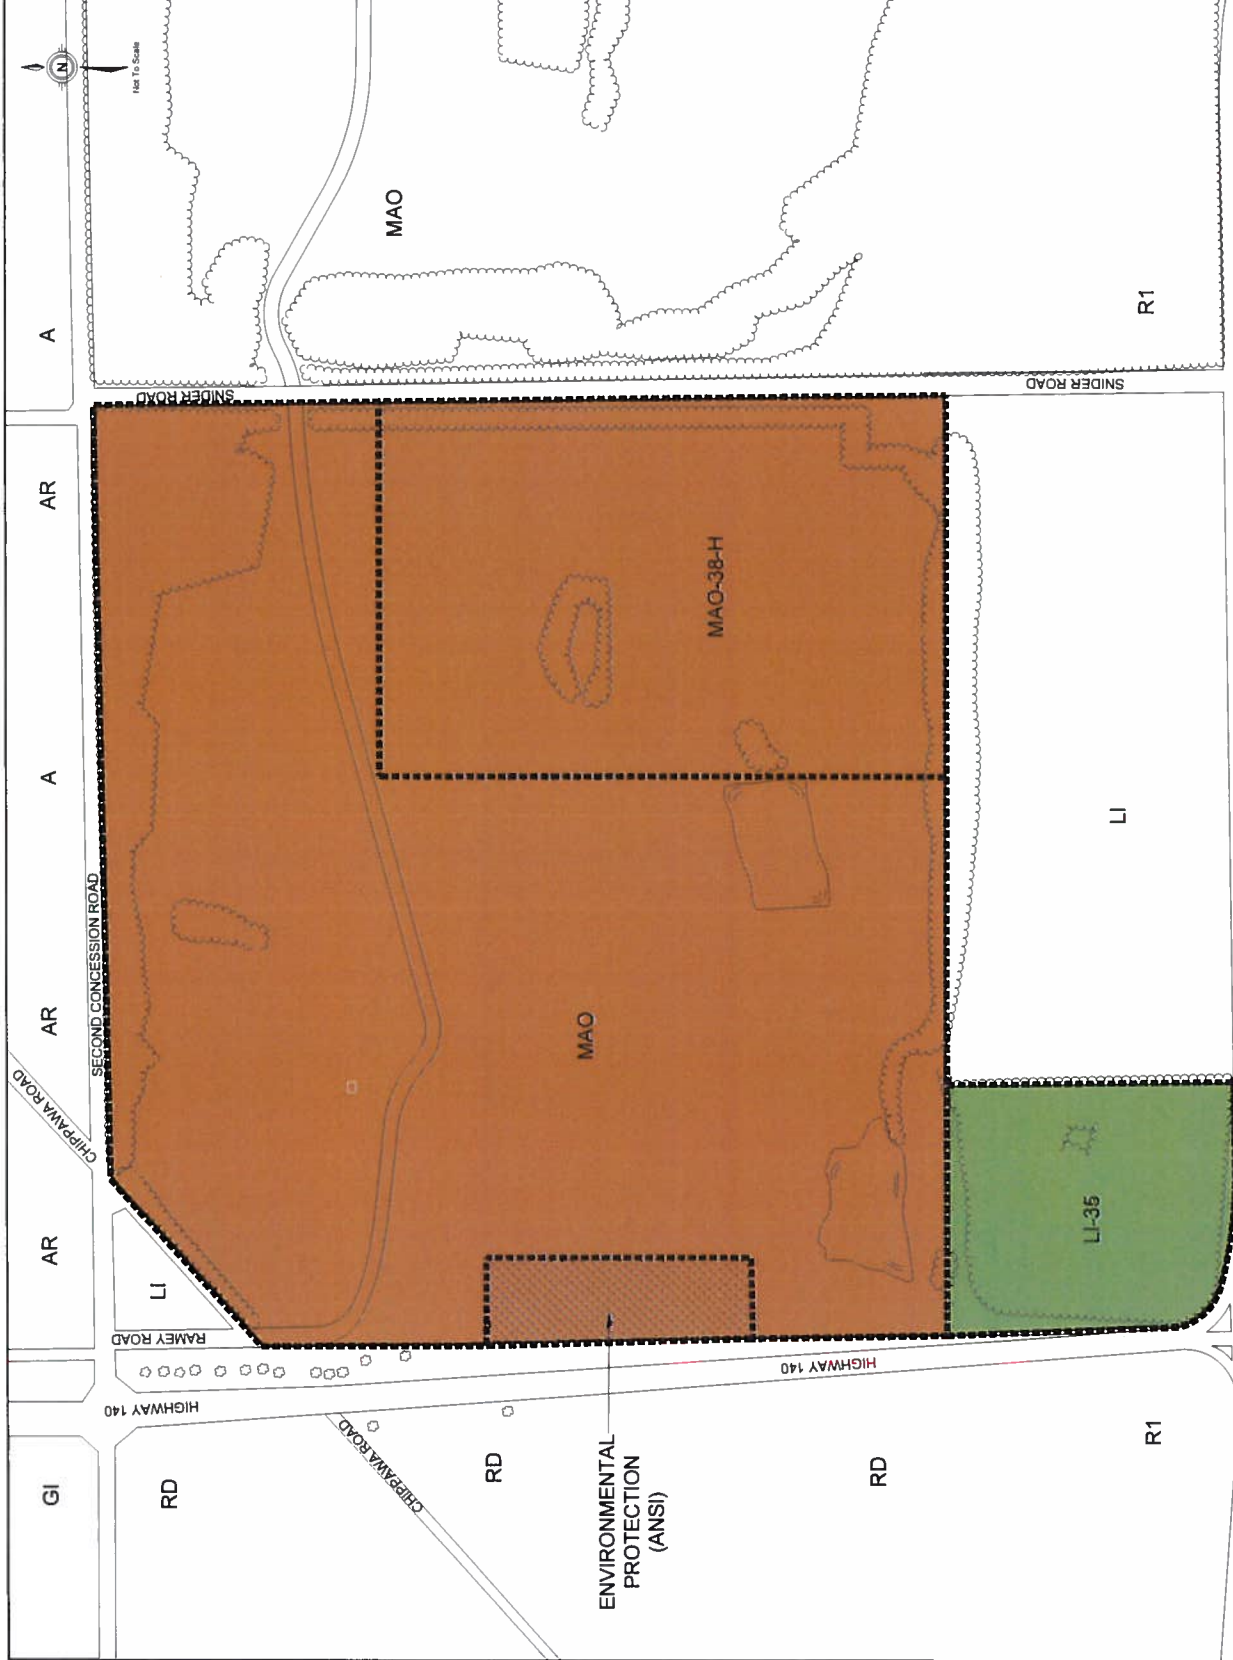 N
Not To Scale
A
AR
A
AR
AR
GI
MAO
R1
SNIDER ROAD
SNIDER ROAD
SECOND CONCESSION ROAD
CHIPPAWA ROAD
MAO-38-H
MAO
LI
LI
LI-35
RAMEY ROAD
HIGHWAY 140
HIGHWAY 140
CHIPPAWA ROAD
RD
RD
RD
R1
ENVIRONMENTAL
PROTECTION
(ANSI)